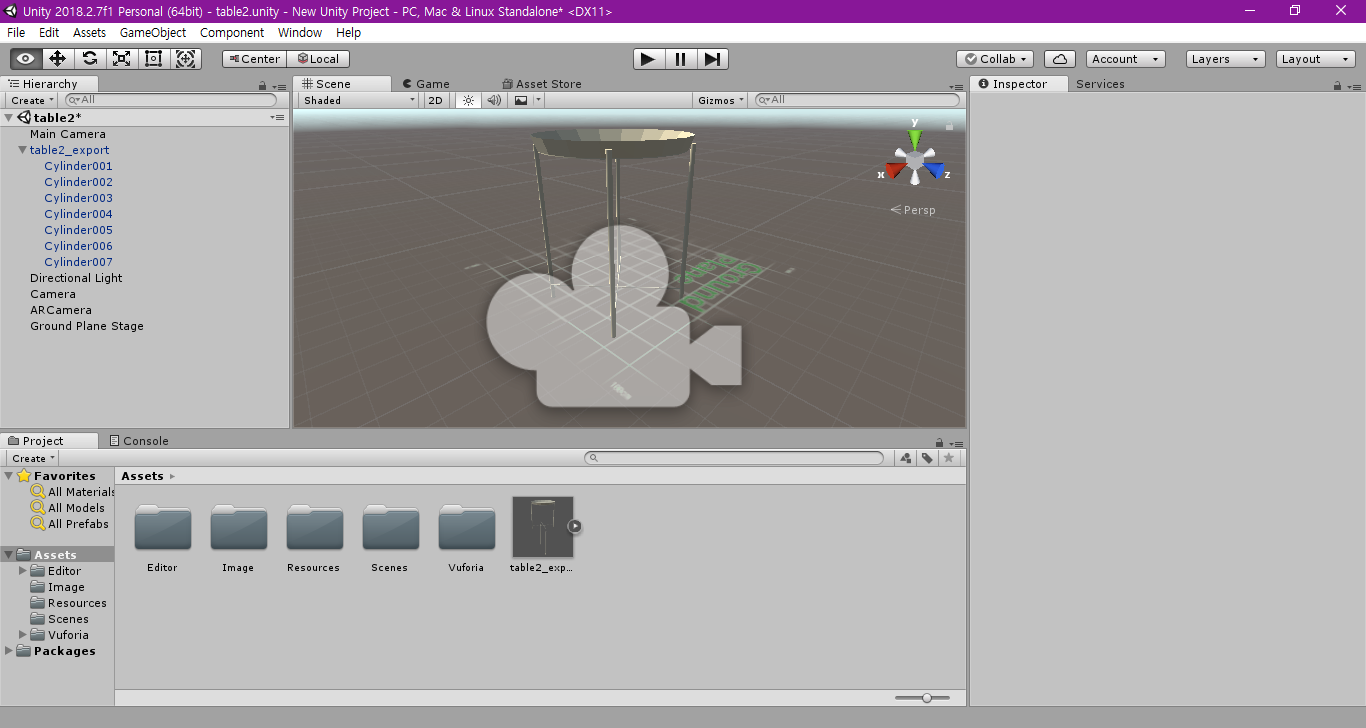 Unity 2018.2.7f1 Personal (64bit) - table2.unity - New Unity Project - PC, Mac & Linux Standalone* <DX11>
File Edit Assets GameObject Component Window Help
Center Local Collab Account Layers Layout
Hierarchy Scene Game Asset Store Inspector Services
Create All Shaded 2D Gizmos All
table2*
Main Camera
table2_export
Cylinder001
Cylinder002
Cylinder003
Cylinder004
Cylinder005
Cylinder006
Cylinder007
Directional Light
Camera
ARCamera
Ground Plane Stage
y
x z
Persp
Ground
Plane
Project Console
Create
Favorites
All Materials
All Models
All Prefabs
Assets
Editor
Image
Resources
Scenes
Vuforia
Packages
Assets
Editor Image Resources Scenes Vuforia table2_exp...